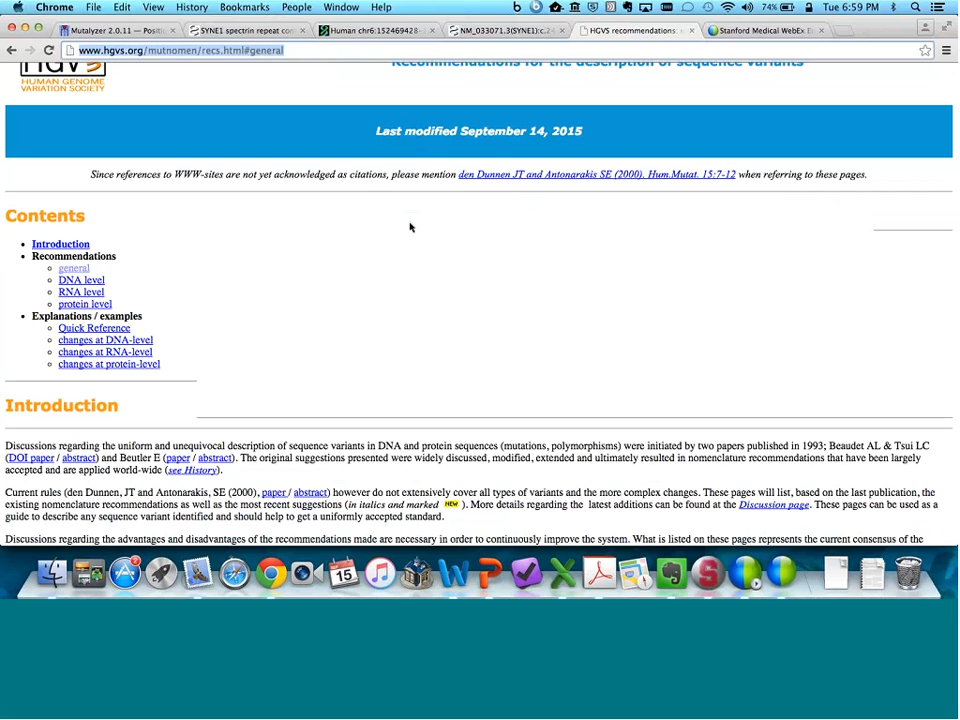 Chrome File Edit View History Bookmarks People Window Help 74% Tue 6:59 PM
Mutalyzer 2.0.11 — Positi
SYNE1 spectrin repeat con
Human chr6:152469428-
NM_033071.3(SYNE1):c.24
HGVS recommendations:
Stanford Medical WebEx E
www.hgvs.org/mutnomen/recs.html#general
Recommendations for the description of sequence variants
HUMAN GENOME
VARIATION SOCIETY
Last modified September 14, 2015
Since references to WWW-sites are not yet acknowledged as citations, please mention den Dunnen JT and Antonarakis SE (2000). Hum.Mutat. 15:7-12 when referring to these pages.
Contents
Introduction
Recommendations
general
DNA level
RNA level
protein level
Explanations / examples
Quick Reference
changes at DNA-level
changes at RNA-level
changes at protein-level
Introduction
Discussions regarding the uniform and unequivocal description of sequence variants in DNA and protein sequences (mutations, polymorphisms) were initiated by two papers published in 1993; Beaudet AL & Tsui LC
(DOI paper / abstract) and Beutler E (paper / abstract). The original suggestions presented were widely discussed, modified, extended and ultimately resulted in nomenclature recommendations that have been largely
accepted and are applied world-wide (see History).
Current rules (den Dunnen, JT and Antonarakis, SE (2000), paper / abstract) however do not extensively cover all types of variants and the more complex changes. These pages will list, based on the last publication, the
existing nomenclature recommendations as well as the most recent suggestions (in italics and marked NEW ). More details regarding the latest additions can be found at the Discussion page. These pages can be used as a
guide to describe any sequence variant identified and should help to get a uniformly accepted standard.
Discussions regarding the advantages and disadvantages of the recommendations made are necessary in order to continuously improve the system. What is listed on these pages represents the current consensus of the
2
15